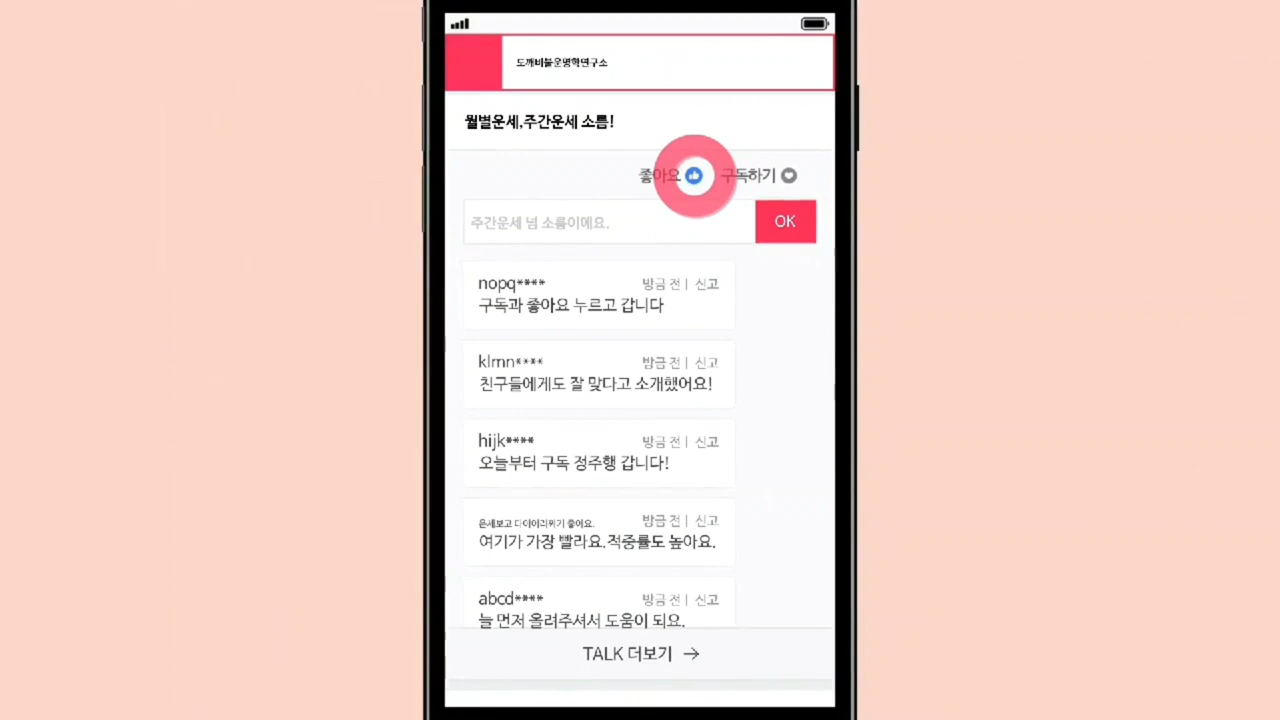 도깨비불운명학연구소
월별운세,주간운세 소름!
좋아요 구독하기
주간운세 넘 소름이예요.
OK
nopq**** 방금 전 | 신고
구독과 좋아요 누르고 갑니다
klmn**** 방금 전 | 신고
친구들에게도 잘 맞다고 소개했어요!
hijk**** 방금 전 | 신고
오늘부터 구독 정주행 갑니다!
운세보고 다이어리뀌기 좋아요. 방금 전 | 신고
여기가 가장 빨라요.적중률도 높아요.
abcd**** 방금 전 | 신고
늘 먼저 올려주셔서 도움이 되요.
TALK 더보기 →